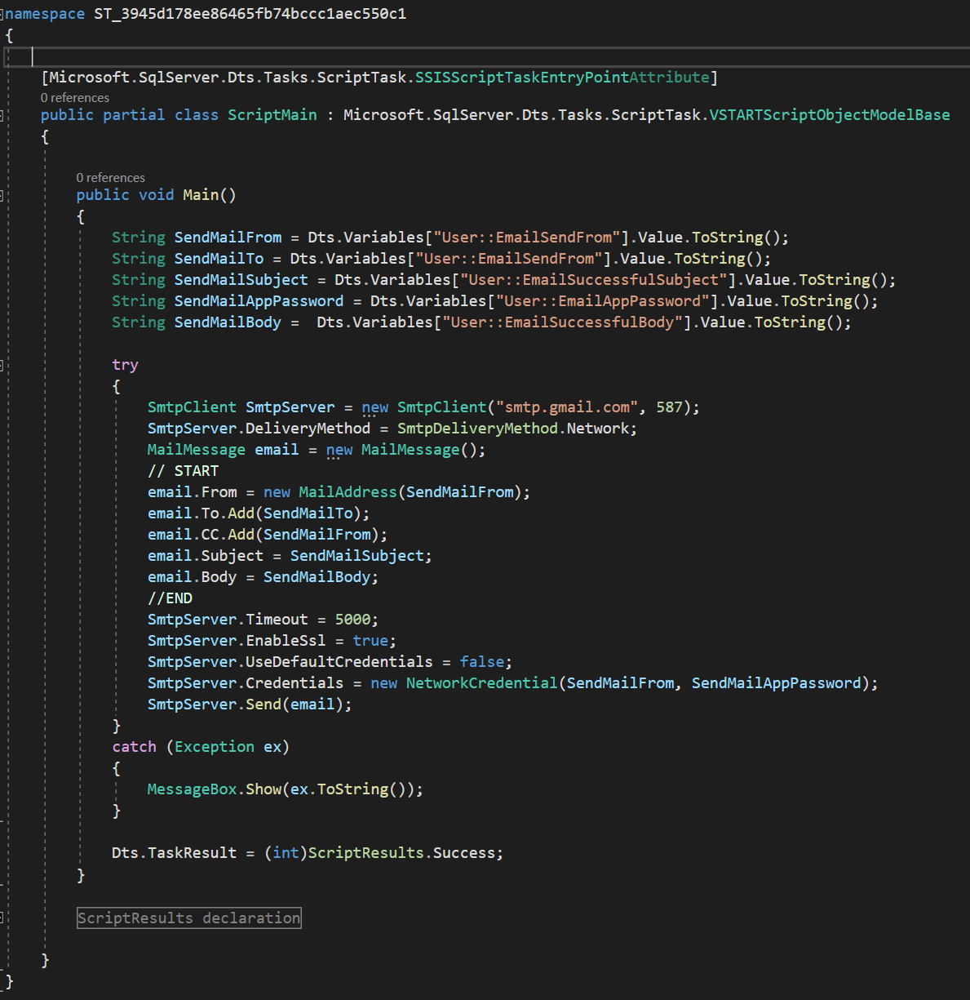 namespace ST_3945d178ee86465fb74bccc1aec550c1
{
[Microsoft.SqlServer.Dts.Tasks.ScriptTask.SSISScriptTaskEntryPointAttribute]
0 references
public partial class ScriptMain : Microsoft.SqlServer.Dts.Tasks.ScriptTask.VSTARTScriptObjectModelBase
{
0 references
public void Main()
{
String SendMailFrom = Dts.Variables["User::EmailSendFrom"].Value.ToString();
String SendMailTo = Dts.Variables["User::EmailSendFrom"].Value.ToString();
String SendMailSubject = Dts.Variables["User::EmailSuccessfulSubject"].Value.ToString();
String SendMailAppPassword = Dts.Variables["User::EmailAppPassword"].Value.ToString();
String SendMailBody =  Dts.Variables["User::EmailSuccessfulBody"].Value.ToString();
try
{
SmtpClient SmtpServer = new SmtpClient("smtp.gmail.com", 587);
SmtpServer.DeliveryMethod = SmtpDeliveryMethod.Network;
MailMessage email = new MailMessage();
// START
email.From = new MailAddress(SendMailFrom);
email.To.Add(SendMailTo);
email.CC.Add(SendMailFrom);
email.Subject = SendMailSubject;
email.Body = SendMailBody;
//END
SmtpServer.Timeout = 5000;
SmtpServer.EnableSsl = true;
SmtpServer.UseDefaultCredentials = false;
SmtpServer.Credentials = new NetworkCredential(SendMailFrom, SendMailAppPassword);
SmtpServer.Send(email);
}
catch (Exception ex)
{
MessageBox.Show(ex.ToString());
}
Dts.TaskResult = (int)ScriptResults.Success;
}
ScriptResults declaration
}
}